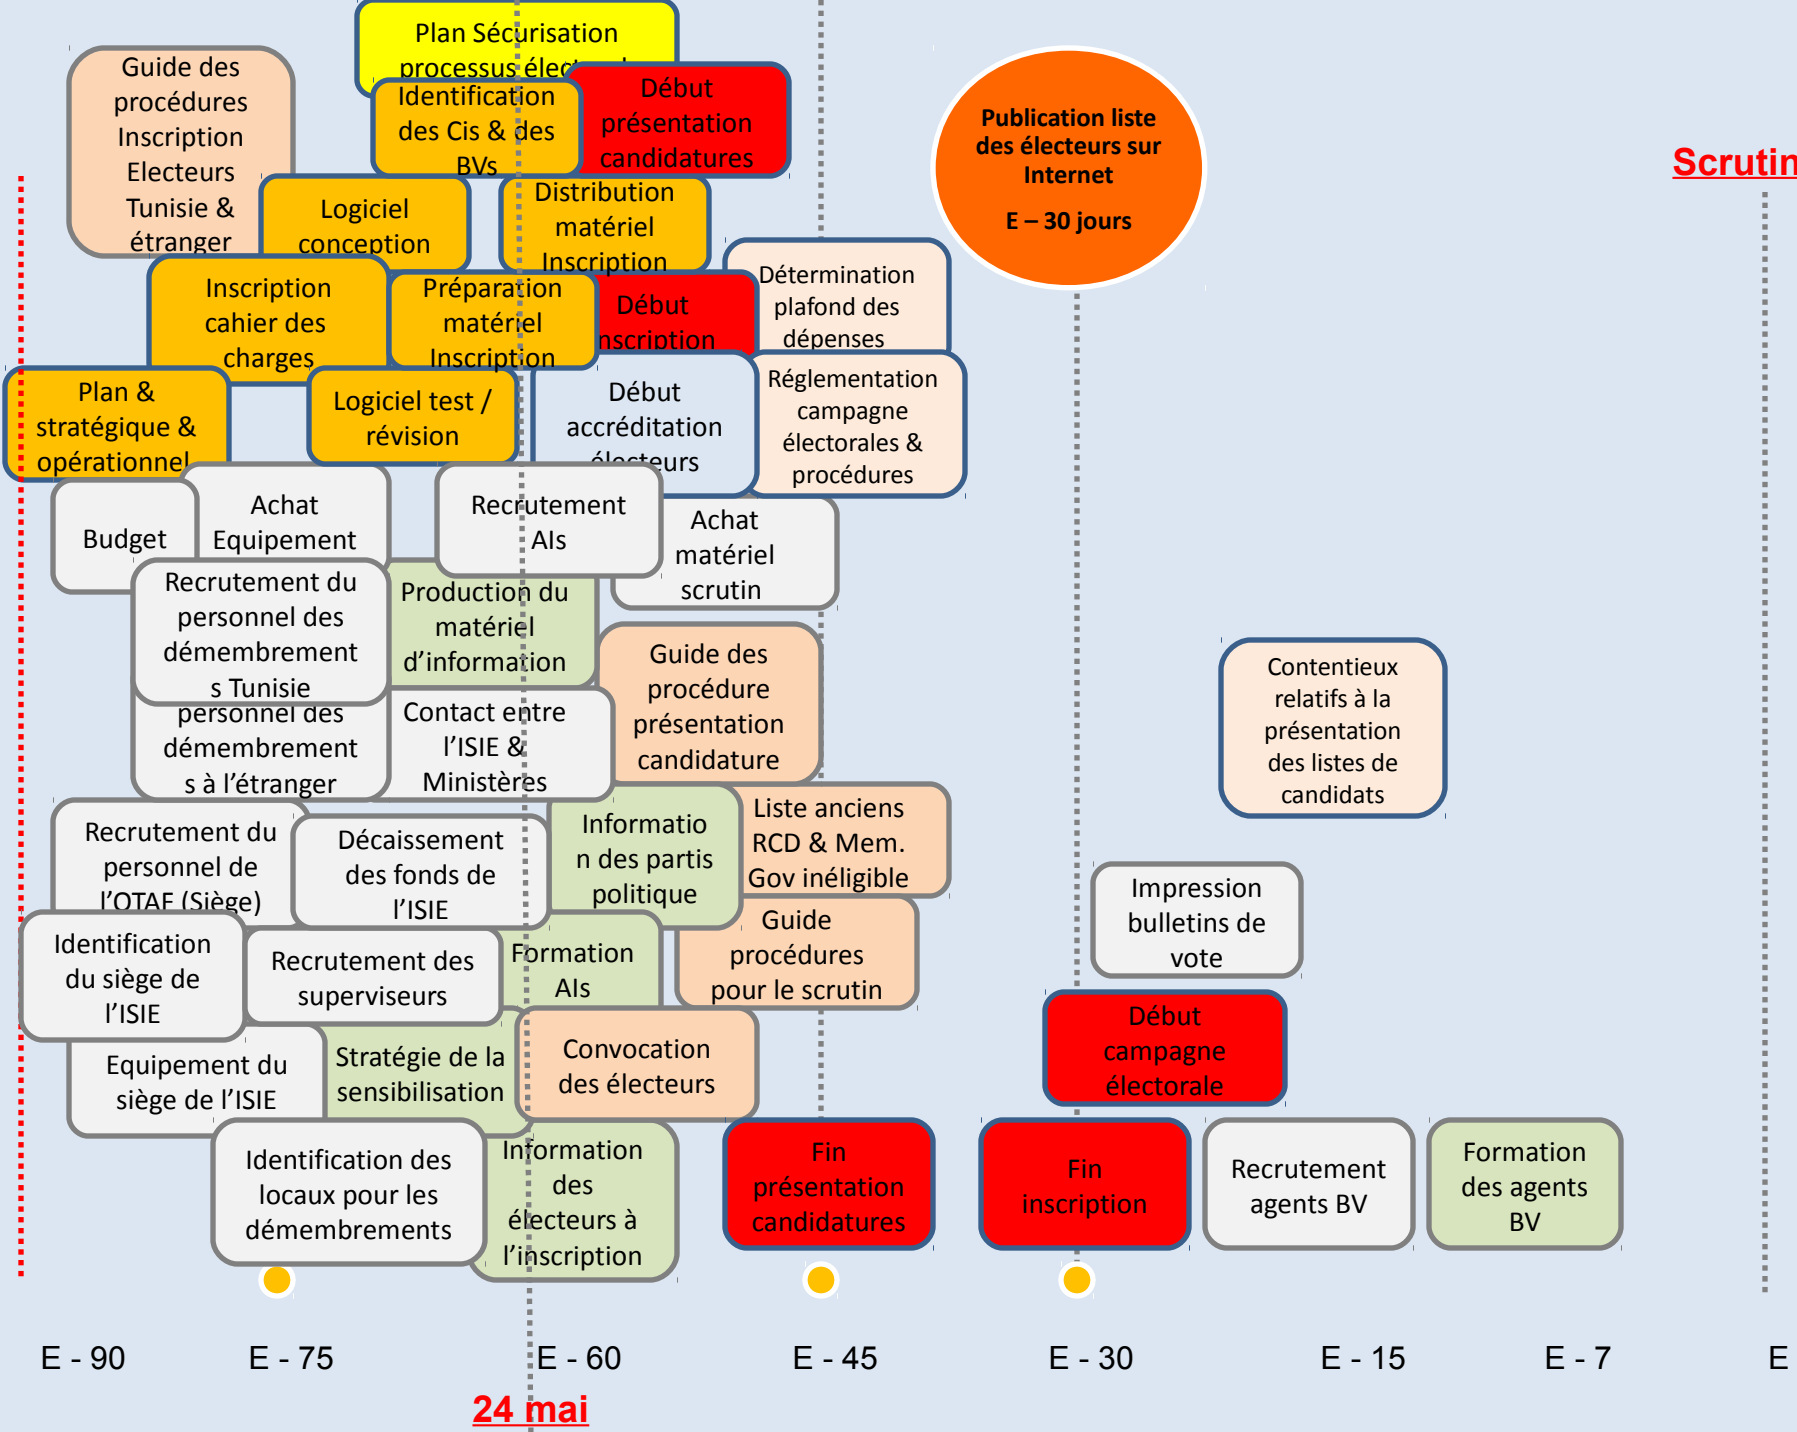 Plan Sécurisation
processus
Guide des
procédures
Inscription
Electeurs
Tunisie &
étranger
Identification
des Cis & des
BVs
Début
présentation
candidatures
Publication liste
des électeurs sur
Internet
E – 30 jours
Scrutin
Logiciel
conception
Distribution
matériel
Inscription
Inscription
cahier des
charges
Préparation
matériel
Inscription
Début
nscription
Détermination
plafond des
dépenses
Plan &
stratégique &
opérationnel
Logiciel test /
révision
Début
accréditation
électeurs
Réglementation
campagne
électorales &
procédures
Budget
Achat
Equipement
Recrutement
AIs
Achat
matériel
scrutin
Recrutement du
personnel des
démembrement
s Tunisie
Production du
matériel
d’information
personnel des
démembrement
s à l’étranger
Contact entre
l’ISIE &
Ministères
Guide des
procédure
présentation
candidature
Contentieux
relatifs à la
présentation
des listes de
candidats
Recrutement du
personnel de
l’OTAE (Siège)
Décaissement
des fonds de
l’ISIE
Informatio
n des partis
politique
Liste anciens
RCD & Mem.
Gov inéligible
Impression
bulletins de
vote
Identification
du siège de
l’ISIE
Recrutement des
superviseurs
Formation
AIs
Guide
procédures
pour le scrutin
Equipement du
siège de l’ISIE
Stratégie de la
sensibilisation
Convocation
des électeurs
Début
campagne
électorale
Identification des
locaux pour les
démembrements
Information
des
électeurs à
l’inscription
Fin
présentation
candidatures
Fin
inscription
Recrutement
agents BV
Formation
des agents
BV
E - 90
E - 75
E - 60
E - 45
E - 30
E - 15
E - 7
E
24 mai